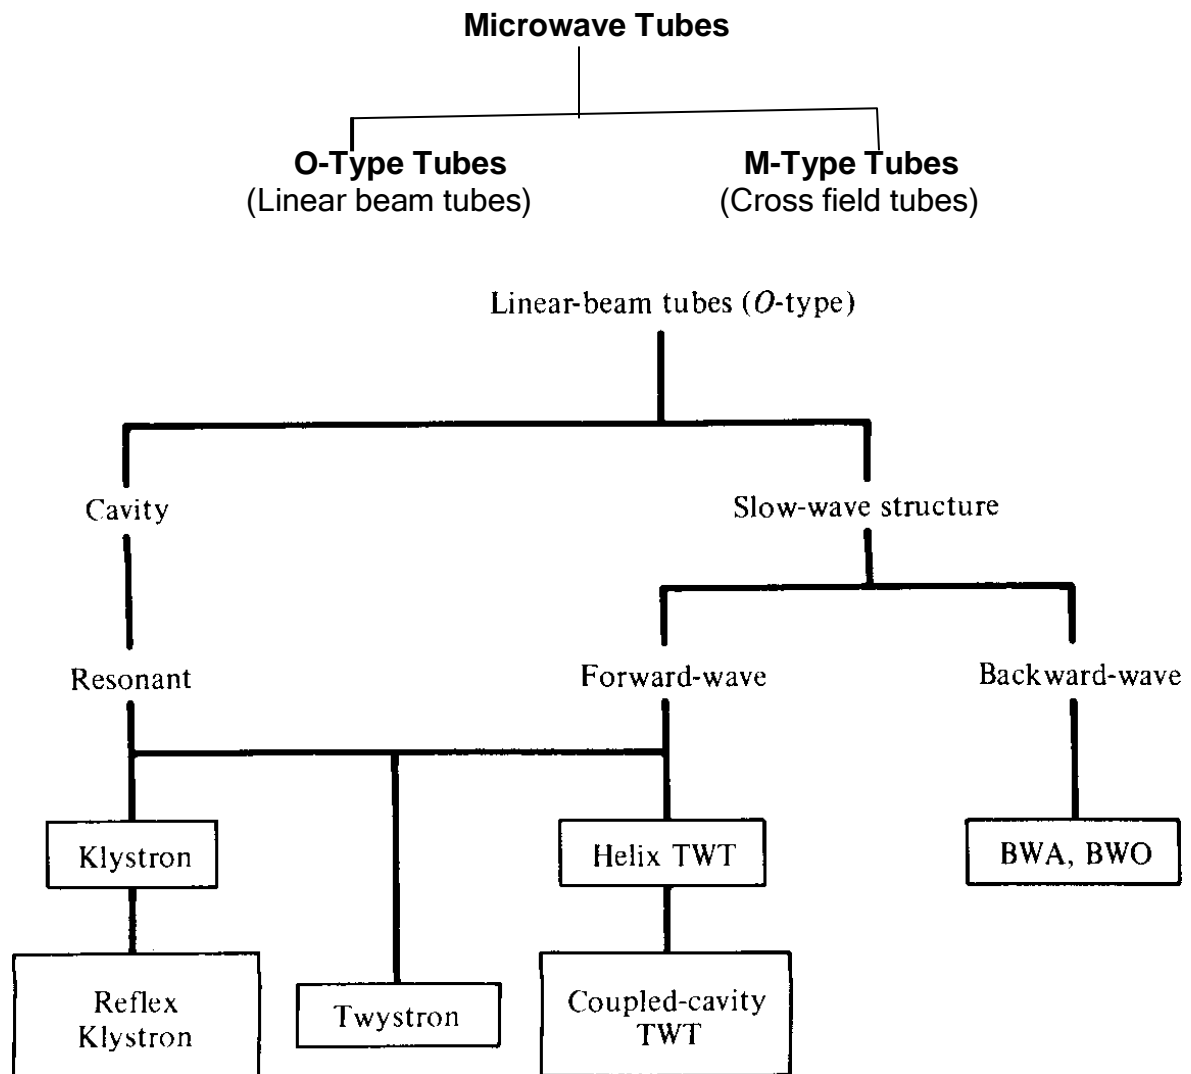 Microwave Tubes
O-Type Tubes
(Linear beam tubes)
M-Type Tubes
(Cross field tubes)
Linear-beam tubes (O-type)
Cavity
Slow-wave structure
Resonant
Forward-wave
Backward-wave
Klystron
Helix TWT
BWA, BWO
Reflex
Klystron
Twystron
Coupled-cavity
TWT